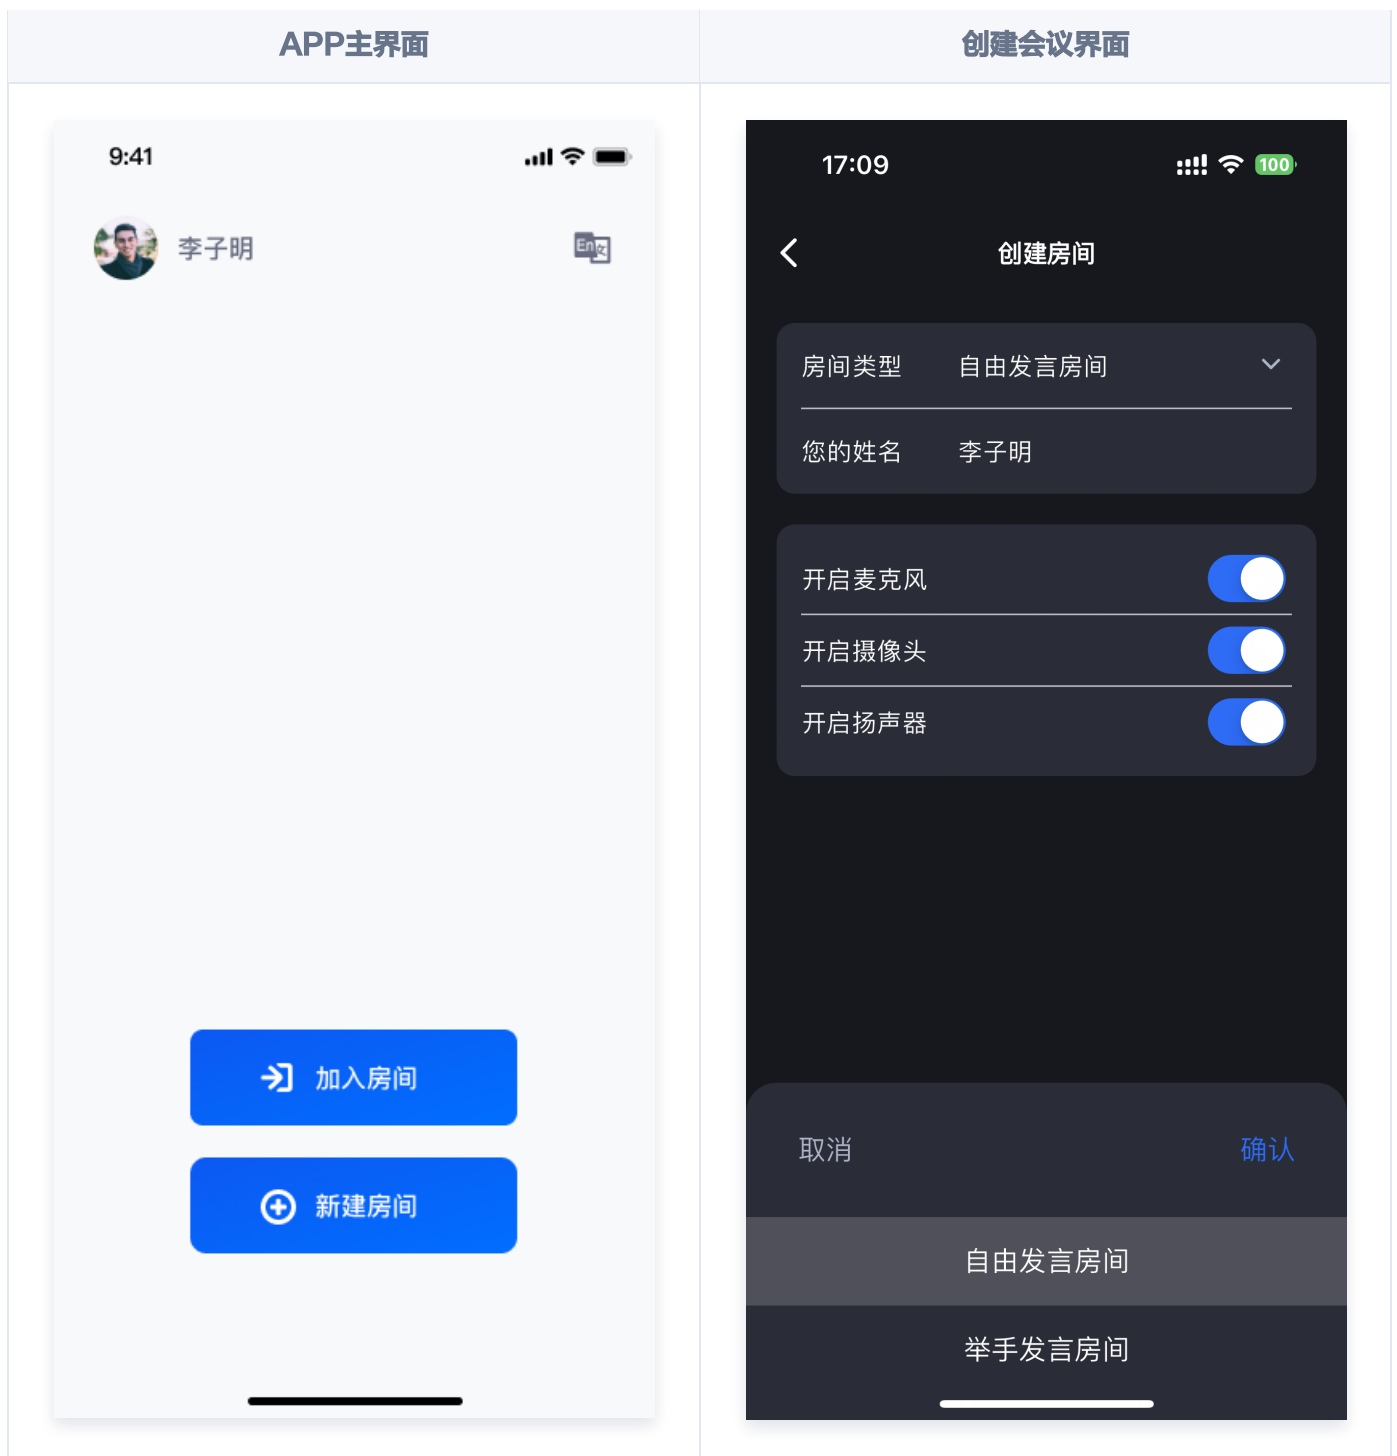 APP主界面
创建会议界面
9:41
李子明
En文
加入房间
新建房间
17:09
100
创建房间
房间类型 自由发言房间
您的姓名 李子明
开启麦克风
开启摄像头
开启扬声器
取消 确认
自由发言房间
举手发言房间